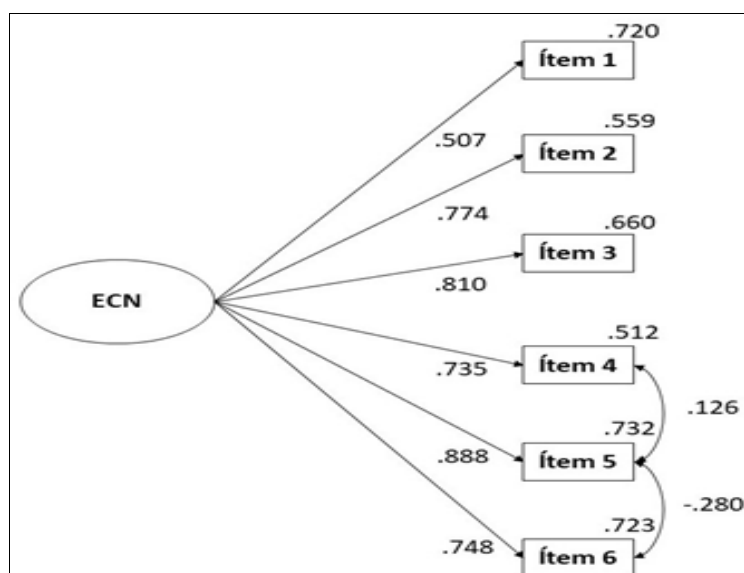 .720
Ítem 1
.507
.559
Ítem 2
.774
.660
Ítem 3
.810
ECN
.512
Ítem 4
.735
.126
.732
Ítem 5
.888
-.280
.723
Ítem 6
.748